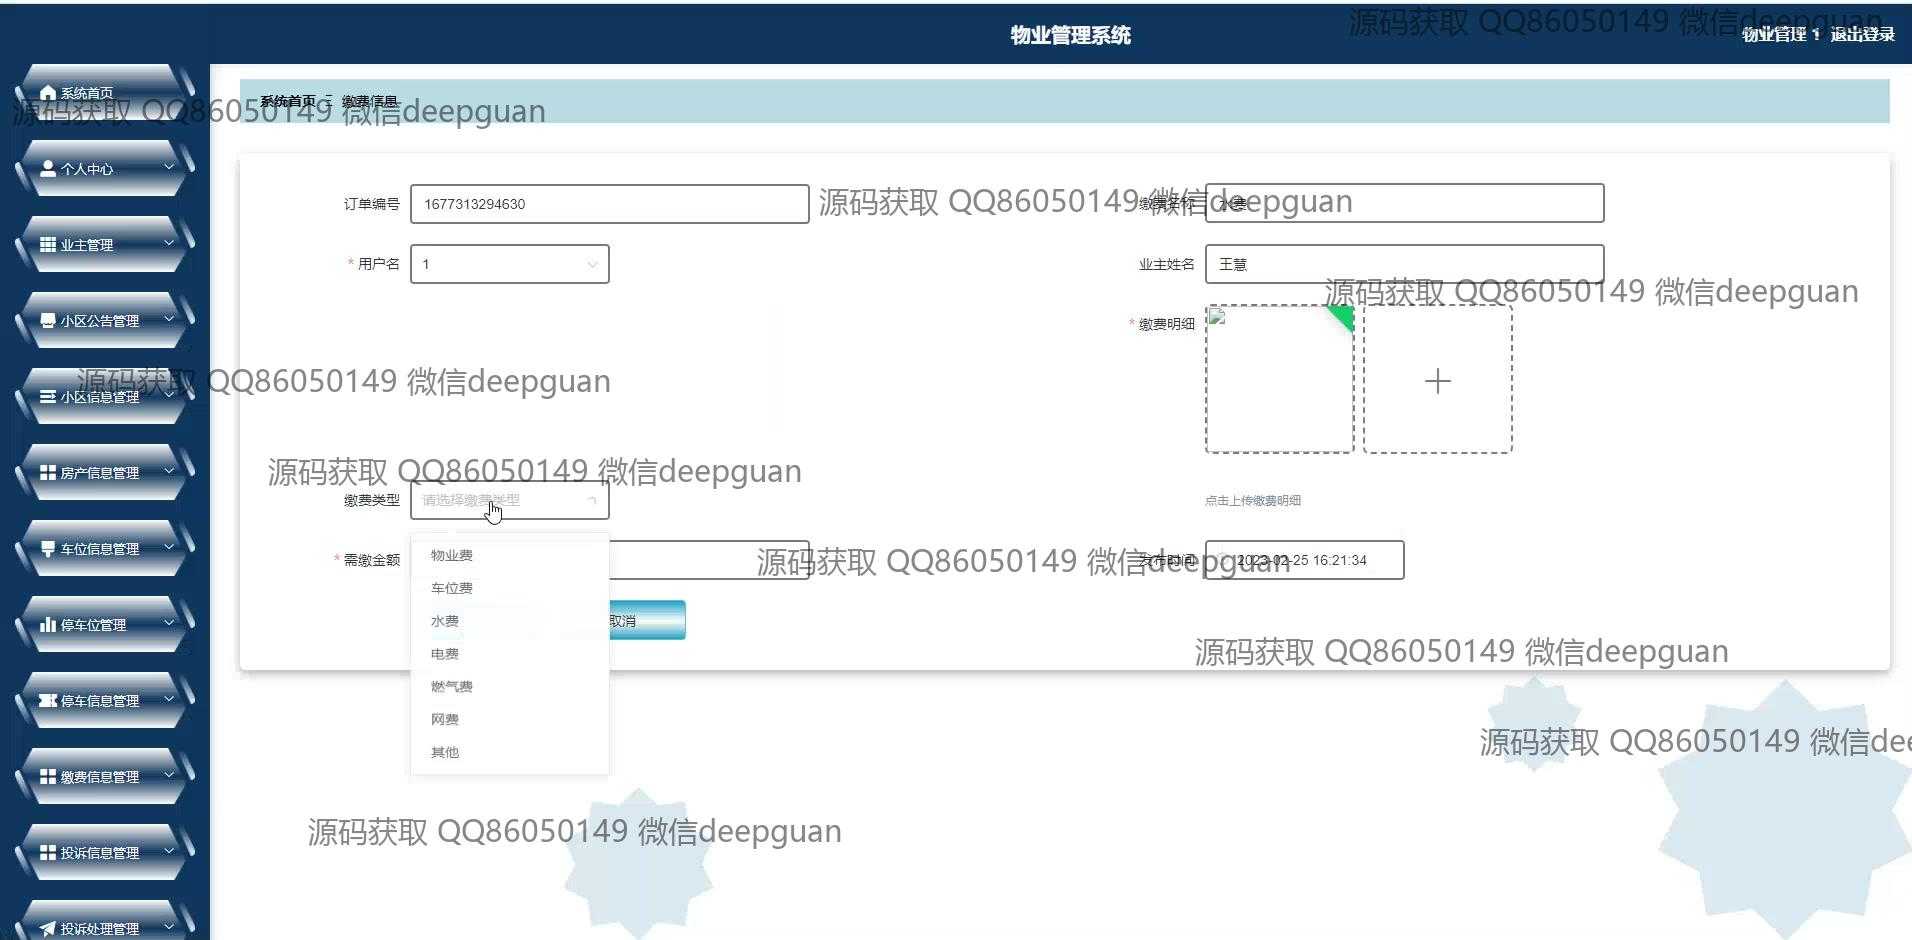 物业管理系统
源码获取 QQ86050149 微信deepguan
物业管理 1 退出登录
系统首页
系统首页 Ξ 缴费信息
源码获取 QQ86050149 微信deepguan
个人中心
订单编号 1677313294630
源码获取 QQ86050149 微信deepguan
缴费名称 水费
业主管理
* 用户名 1
业主姓名 王慧
源码获取 QQ86050149 微信deepguan
小区公告管理
* 缴费明细
源码获取 QQ86050149 微信deepguan
小区信息管理
房产信息管理
源码获取 QQ86050149 微信deepguan
缴费类型 请选择缴费类型
点击上传缴费明细
车位信息管理
* 需缴金额
源码获取 QQ86050149 微信deepguan
发布时间 2023-02-25 16:21:34
物业费
车位费
水费
电费
燃气费
网费
其他
取消
停车位管理
源码获取 QQ86050149 微信deepguan
停车信息管理
源码获取 QQ86050149 微信dee
缴费信息管理
源码获取 QQ86050149 微信deepguan
投诉信息管理
投诉处理管理